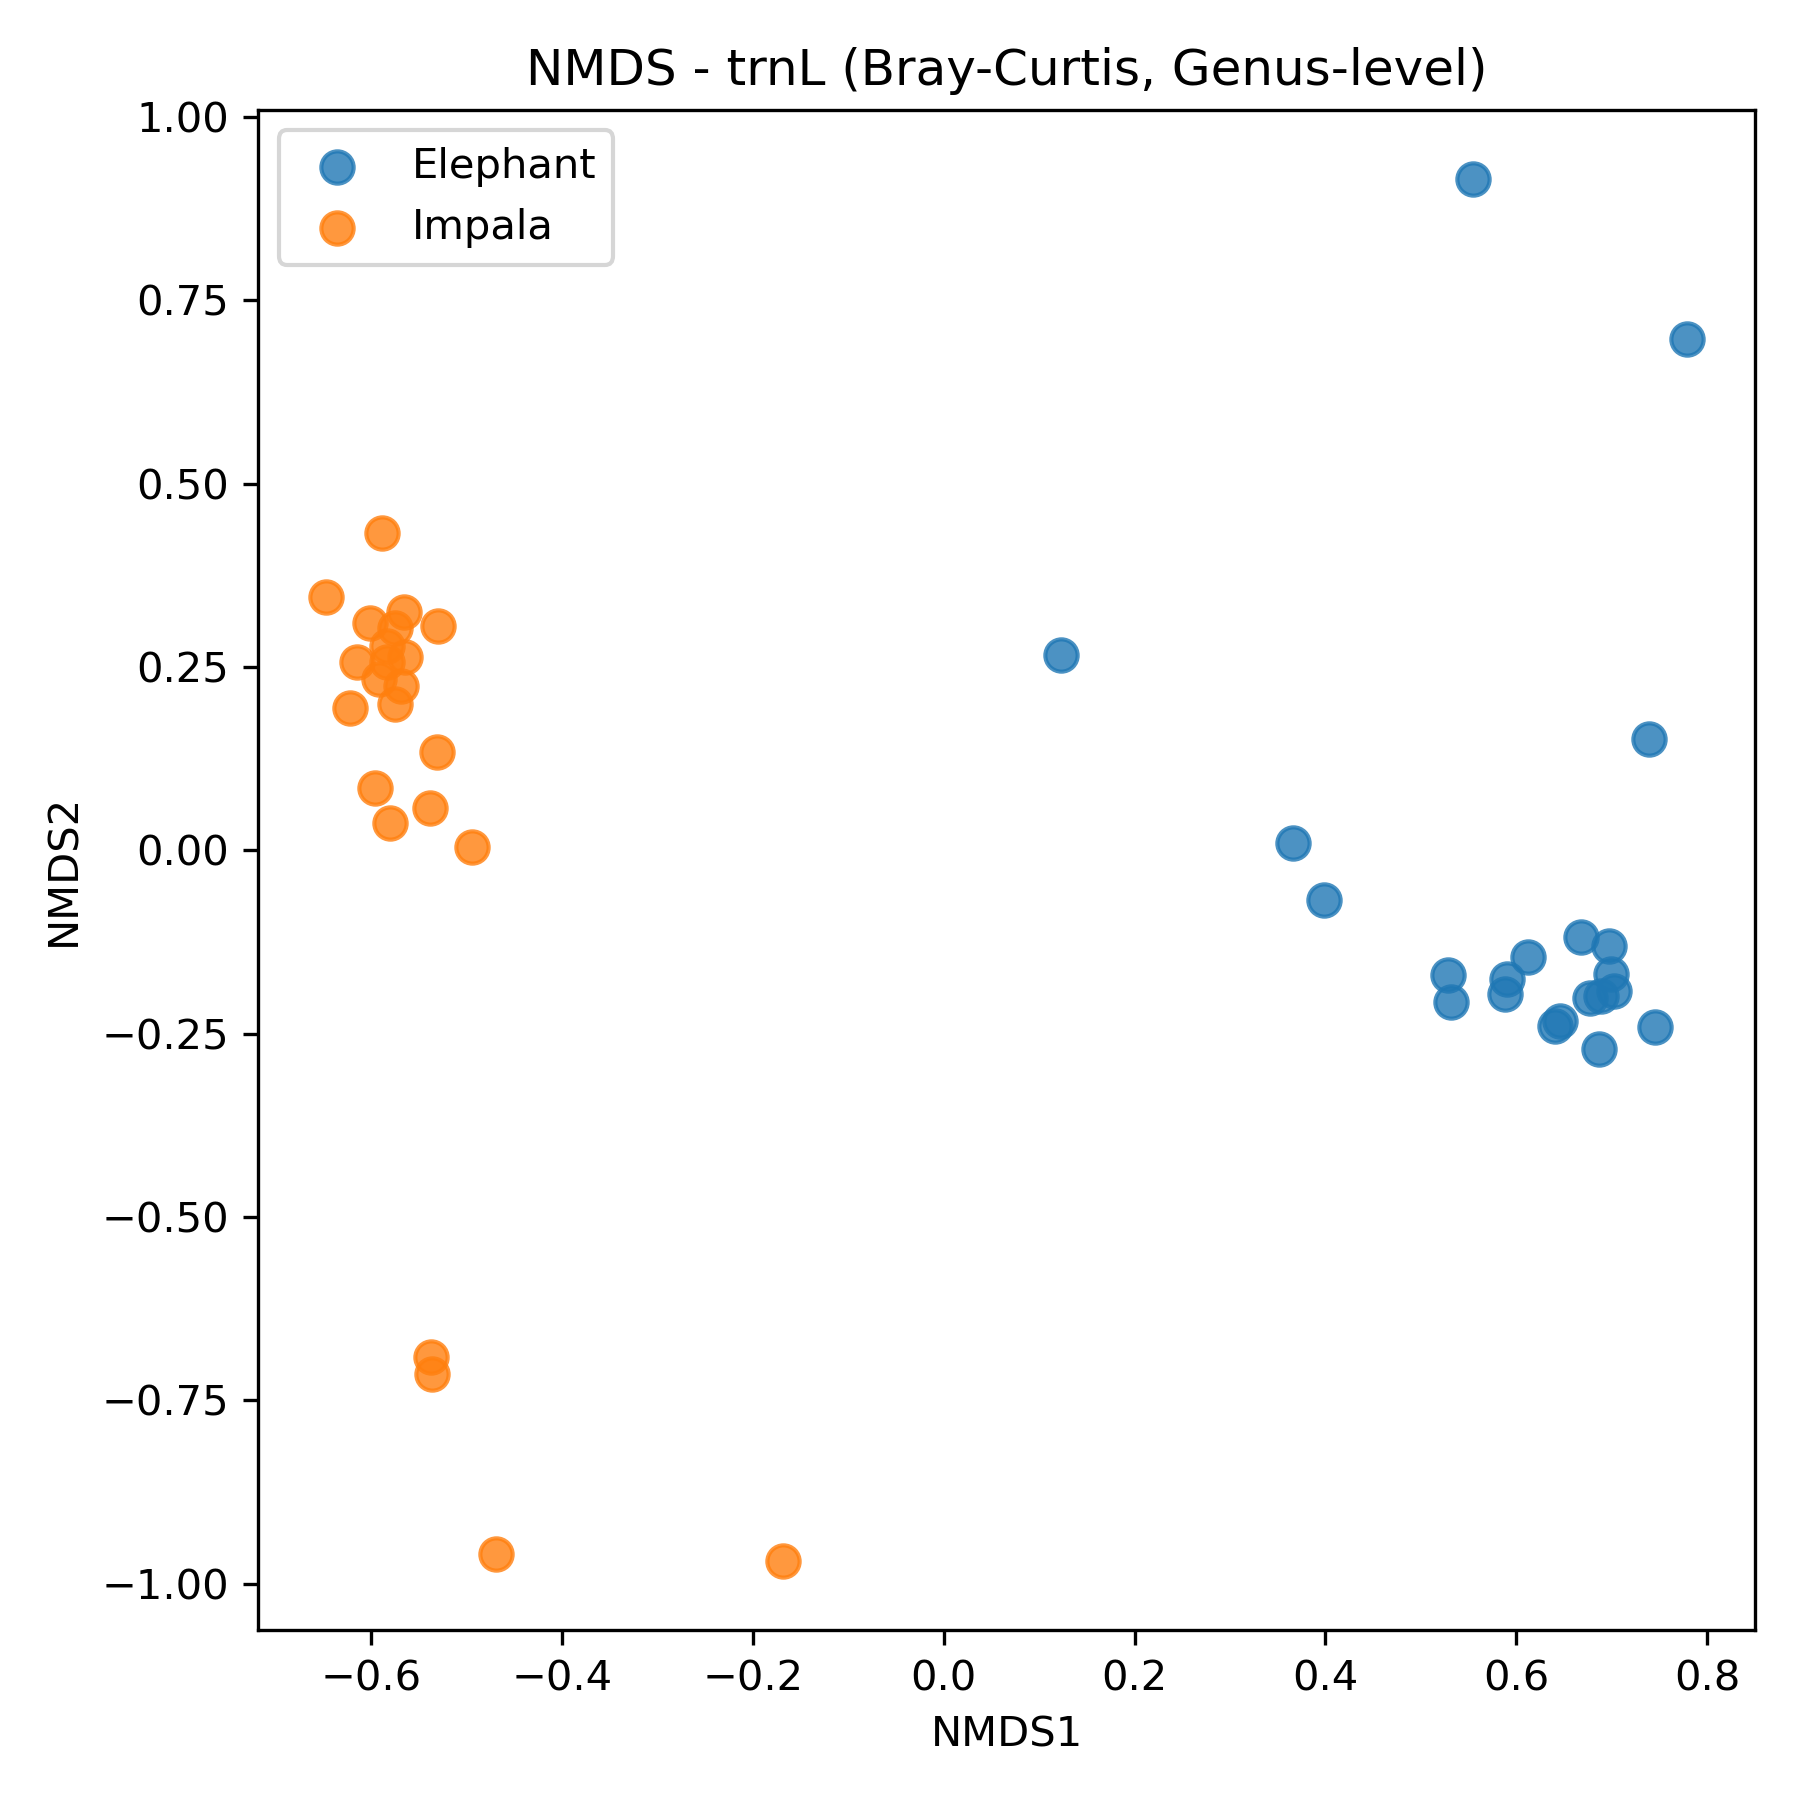 NMDS - trnL (Bray-Curtis, Genus-level)
Elephant
Impala
1.00
0.75
0.50
0.25
0.00
−0.25
−0.50
−0.75
−1.00
NMDS2
−0.6 −0.4 −0.2 0.0 0.2 0.4 0.6 0.8
NMDS1